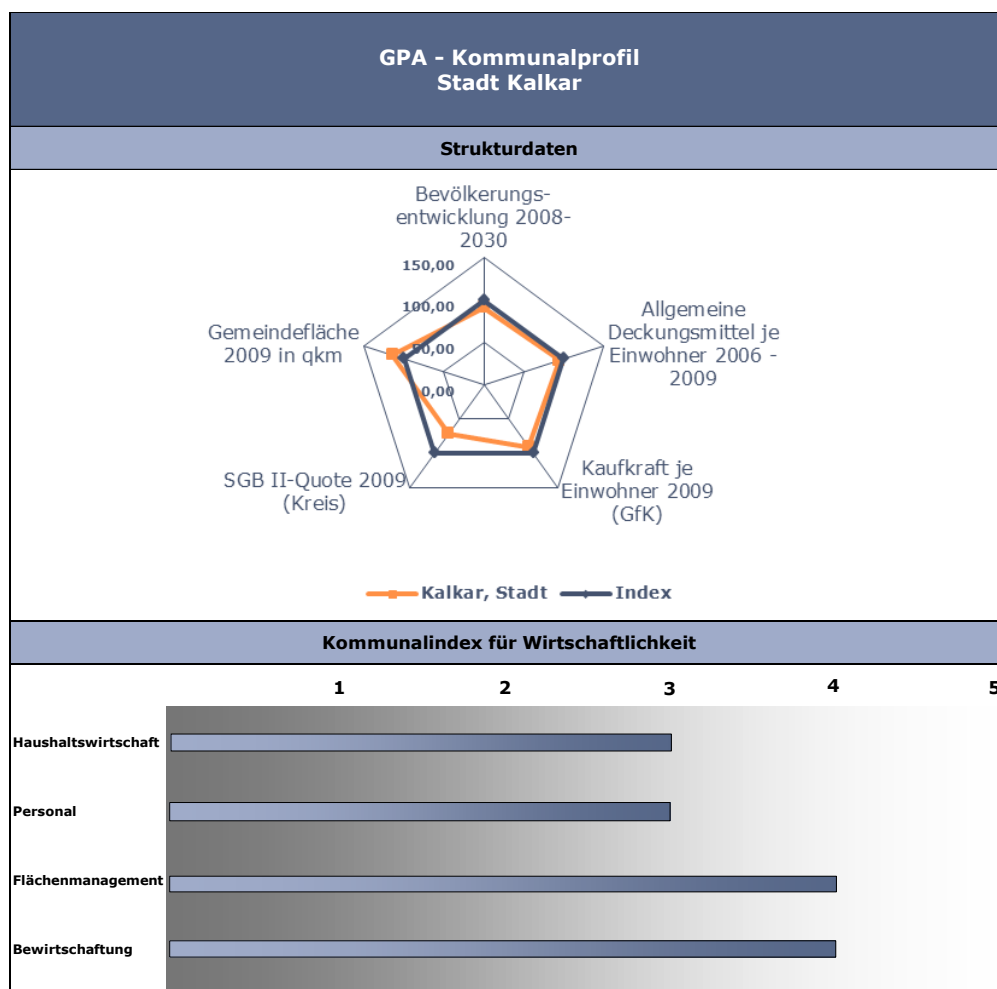 GPA - Kommunalprofil
Stadt Kalkar
Strukturdaten
Bevölkerungs-
entwicklung 2008-
2030
150,00
100,00
50,00
0,00
Allgemeine
Deckungsmittel je
Einwohner 2006 -
2009
Gemeindefläche
2009 in qkm
SGB II-Quote 2009
(Kreis)
Kaufkraft je
Einwohner 2009
(GfK)
Kalkar, Stadt Index
Kommunalindex für Wirtschaftlichkeit
1 2 3 4 5
Haushaltswirtschaft
Personal
Flächenmanagement
Bewirtschaftung